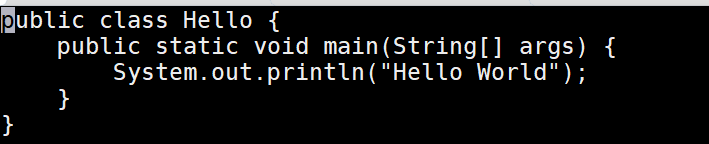 public class Hello {
    public static void main(String[] args) {
        System.out.println("Hello World");
    }
}